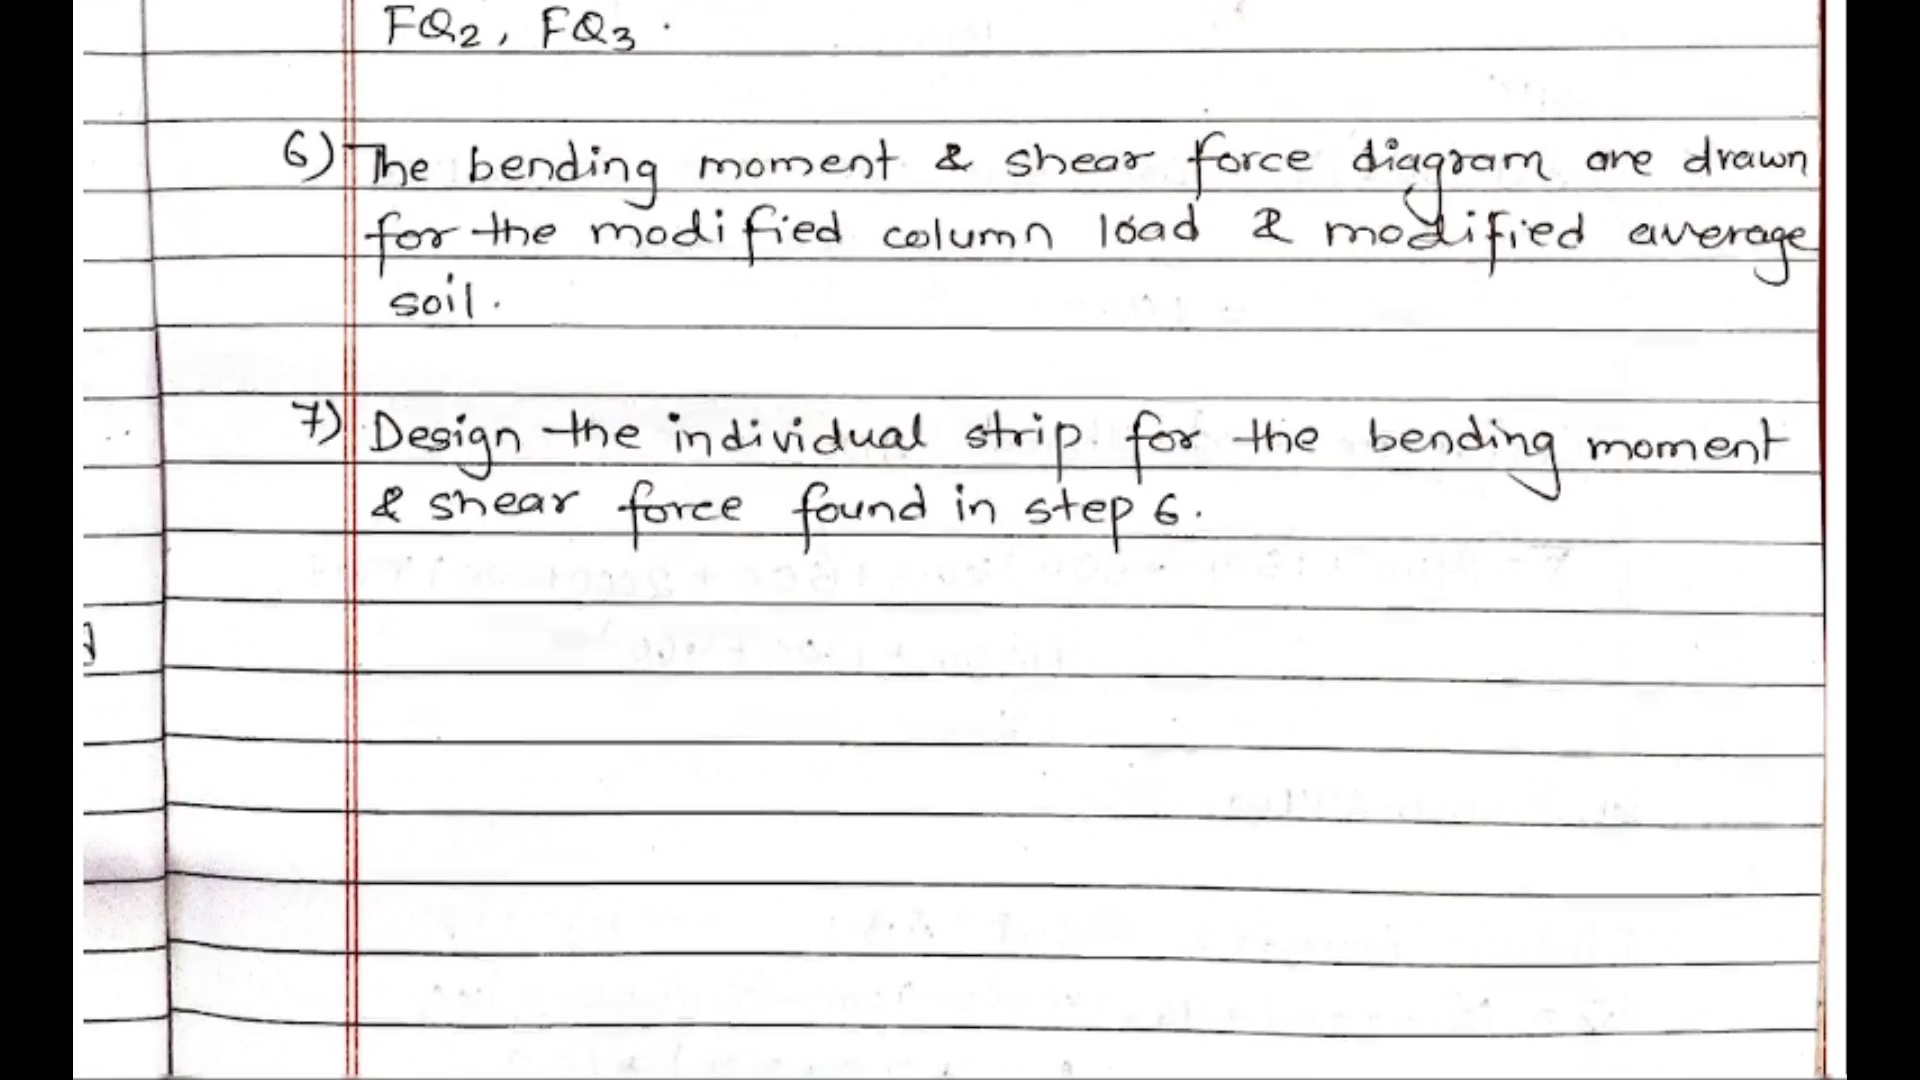 FQ2, FQ3.
6) The bending moment & shear force diagram are drawn
for the modified column load & modified average
soil.
7) Design the individual strip for the bending moment
& shear force found in step 6.